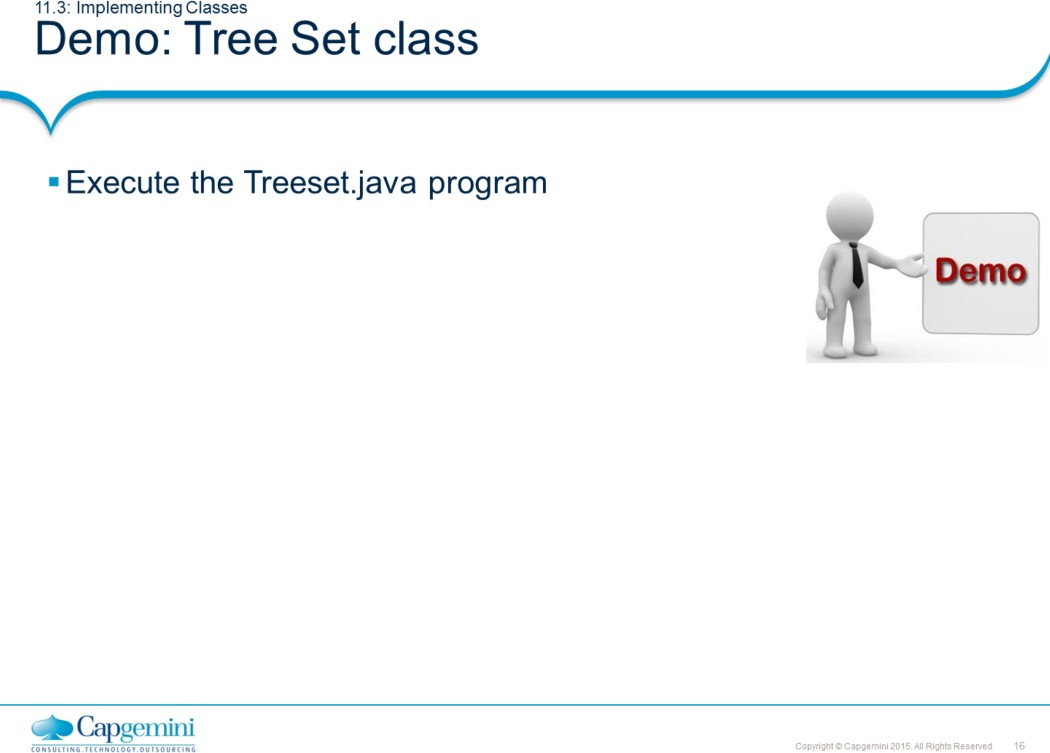 11.3: Implementing Classes
Demo: Tree Set class
Execute the Treeset.java program
Demo
Capgemini
CONSULTING.TECHNOLOGY.OUTSOURCING
Copyright © Capgemini 2015. All Rights Reserved 16